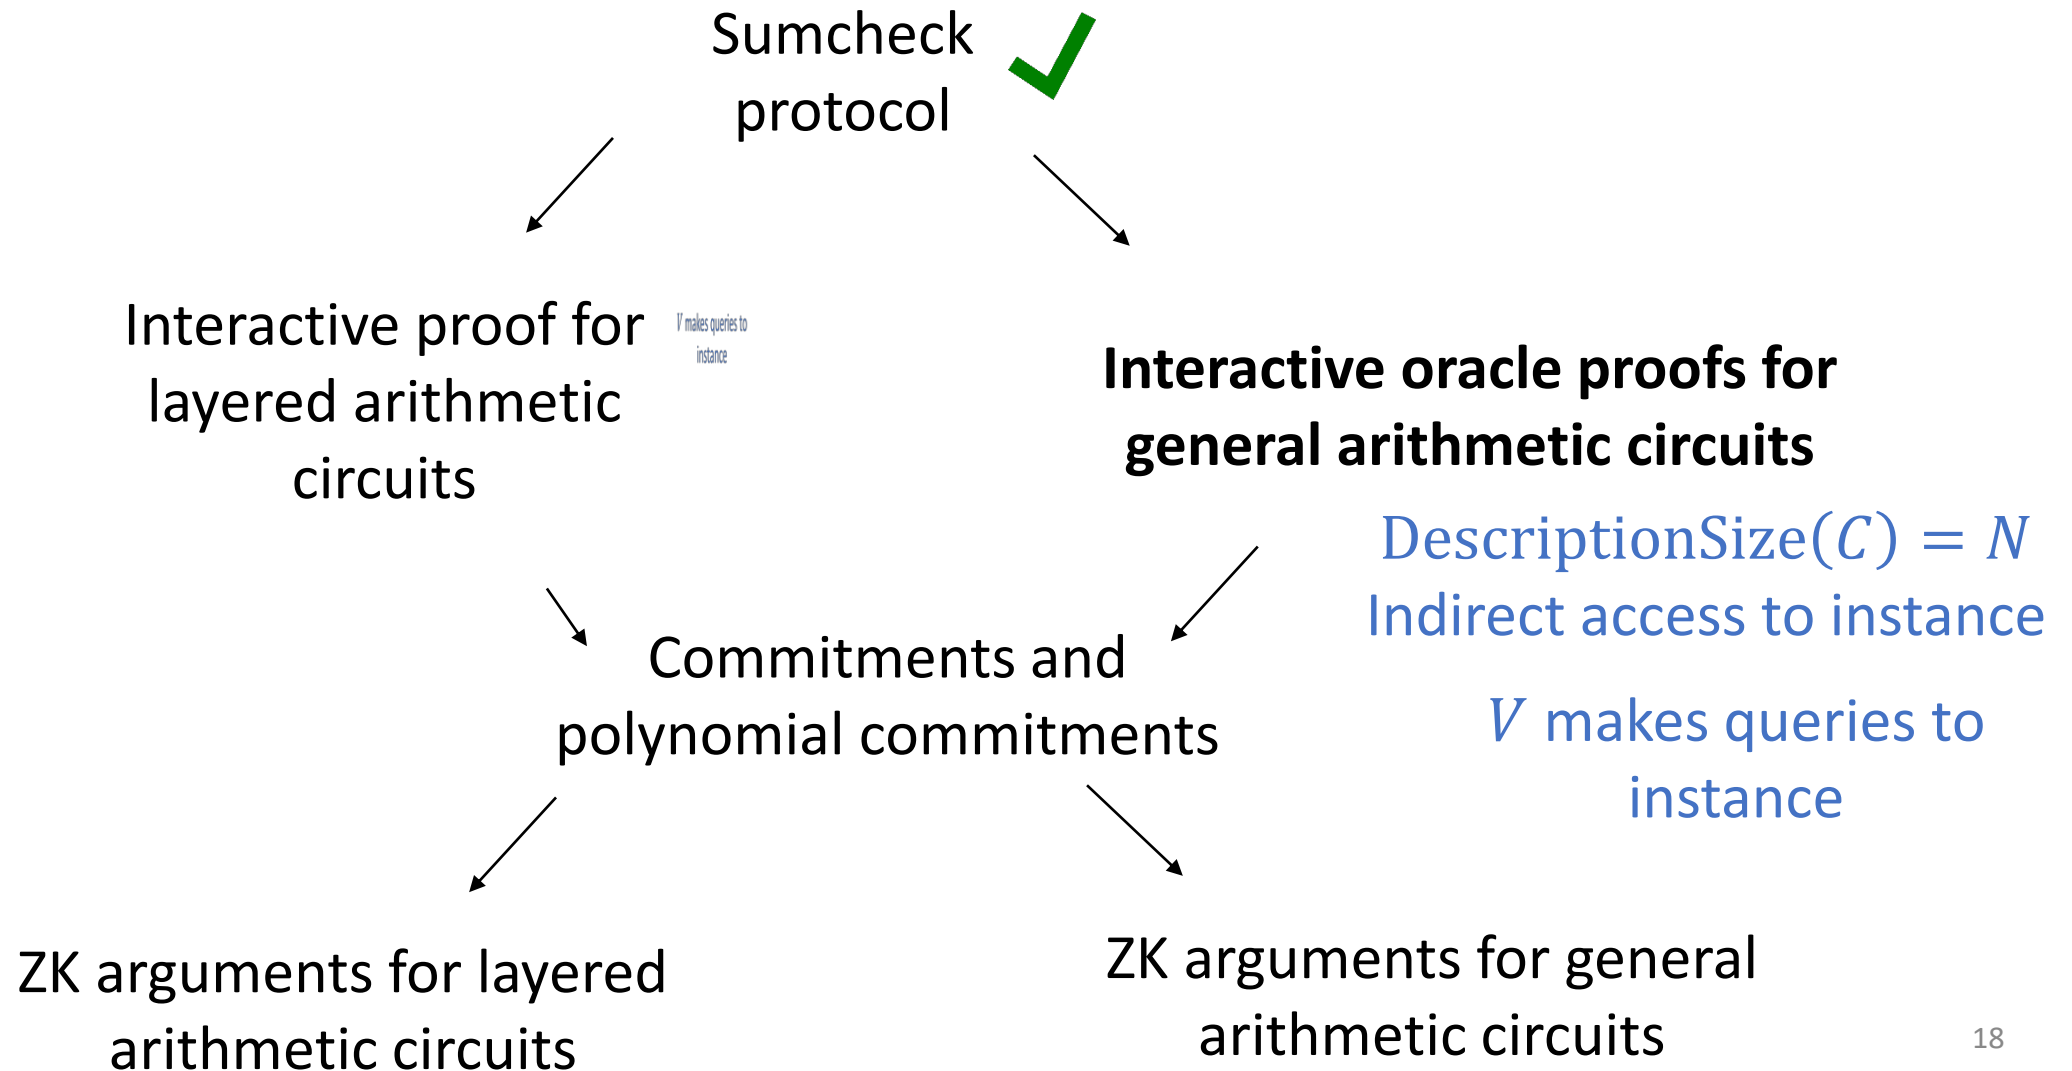 Sumcheck
protocol
Interactive proof for
layered arithmetic
circuits
V makes queries to
instance
Interactive oracle proofs for
general arithmetic circuits
DescriptionSize(C) = N
Indirect access to instance
V makes queries to
instance
Commitments and
polynomial commitments
ZK arguments for layered
arithmetic circuits
ZK arguments for general
arithmetic circuits
18